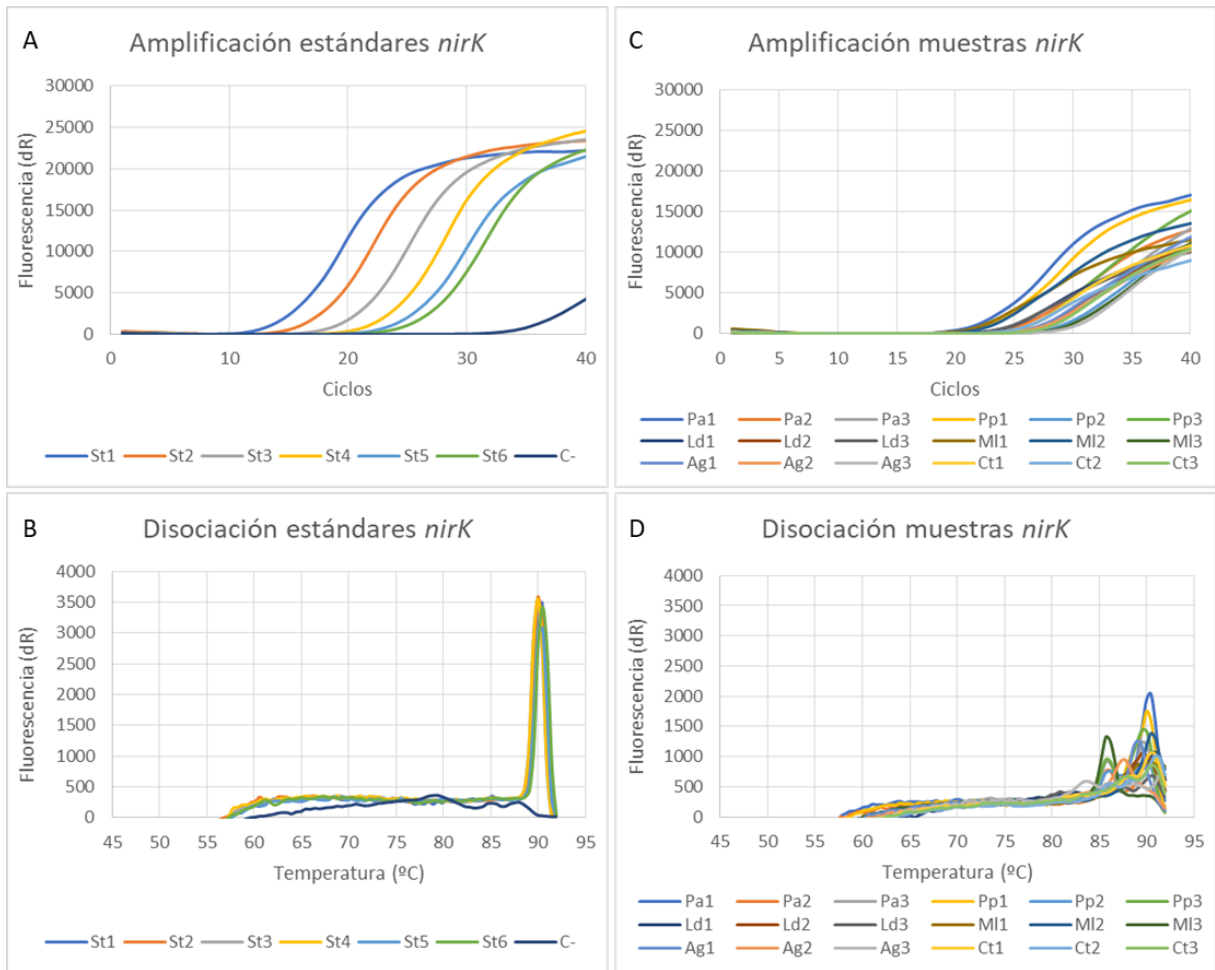 A
Amplificación estándares nirK
Fluorescencia (dR)
30000
25000
20000
15000
10000
5000
0
0 10 20 30 40
Ciclos
St1 St2 St3 St4 St5 St6 C-
C
Amplificación muestras nirK
Fluorescencia (dR)
30000
25000
20000
15000
10000
5000
0
0 5 10 15 20 25 30 35 40
Ciclos
Pa1 Pa2 Pa3 Pp1 Pp2 Pp3
Ld1 Ld2 Ld3 Ml1 Ml2 Ml3
Ag1 Ag2 Ag3 Ct1 Ct2 Ct3
B
Disociación estándares nirK
Fluorescencia (dR)
4000
3500
3000
2500
2000
1500
1000
500
0
45 55 60 65 70 75 80 85 90 95
Temperatura (ºC)
St1 St2 St3 St4 St5 St6 C-
D
Disociación muestras nirK
Fluorescencia (dR)
4000
3500
3000
2500
2000
1500
1000
500
0
45 50 55 60 65 70 75 80 85 90 95
Temperatura (ºC)
Pa1 Pa2 Pa3 Pp1 Pp2 Pp3
Ld1 Ld2 Ld3 Ml1 Ml2 Ml3
Ag1 Ag2 Ag3 Ct1 Ct2 Ct3